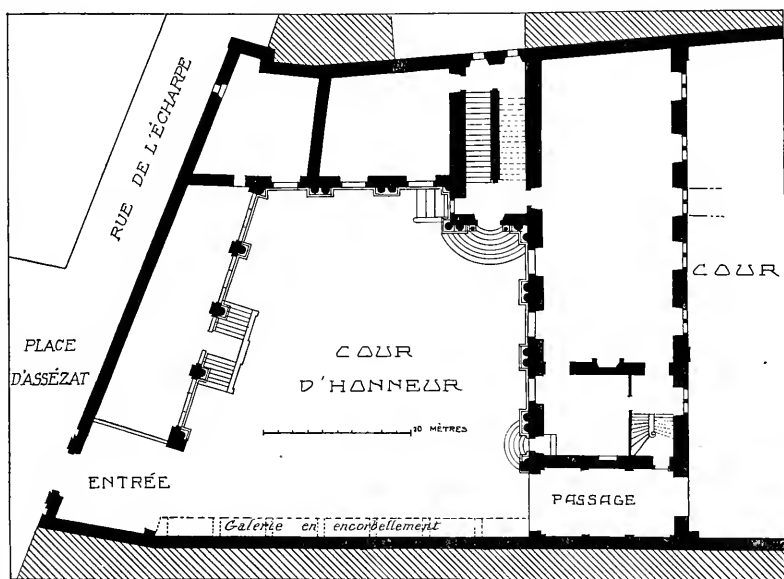 RUE DE L'ÉCHARPE
COUR
PLACE
D'ASSÉZAT
COUR
D'HONNEUR
10 MÈTRES
ENTRÉE
PASSAGE
Galerie en encorbellement